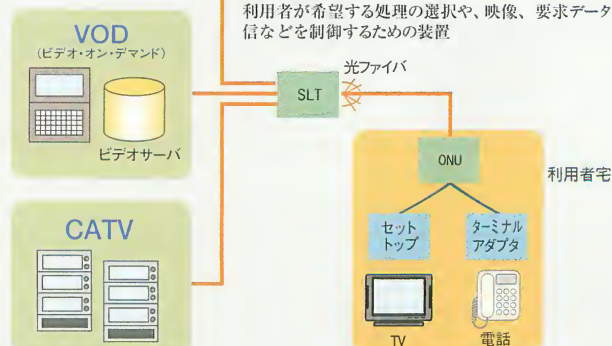 利用者が希望する処理の選択や、映像、要求データ
信などを制御するための装置
VOD
(ビデオ・オン・デマンド)
ビデオサーバ
SLT
光ファイバ
ONU
利用者宅
セット
トップ
ターミナル
アダプタ
TV
電話
CATV